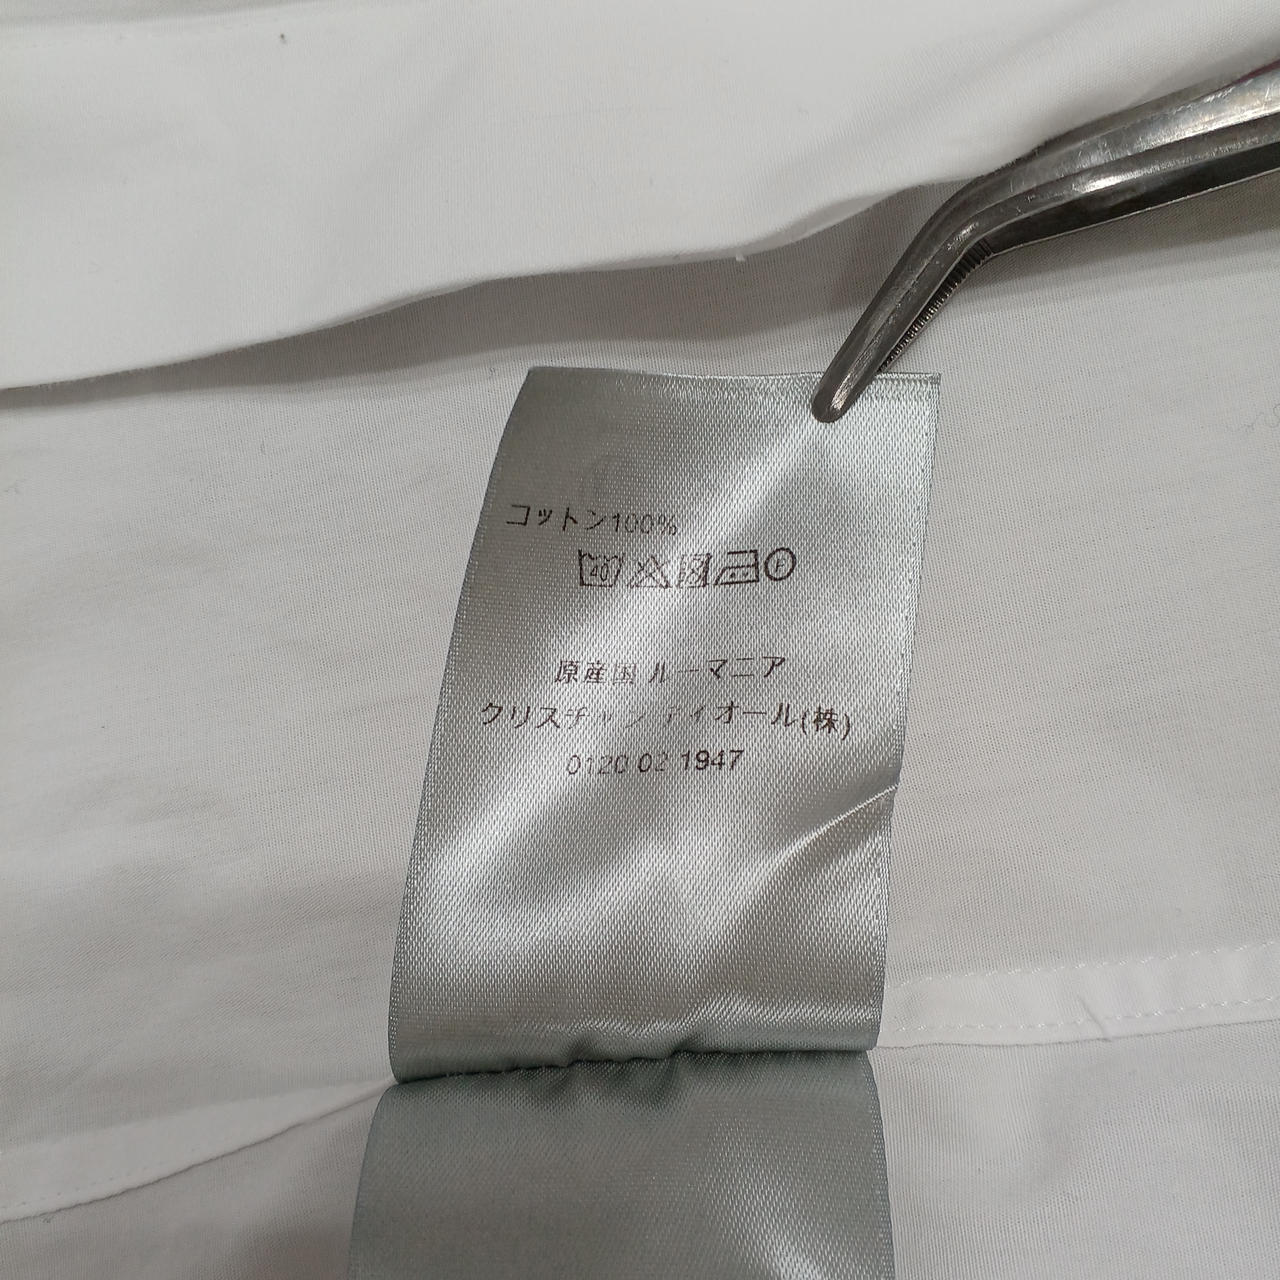 コットン100%
40 P
原産国 ルーマニア
クリスチャン ディオール(株)
0120 02 1947